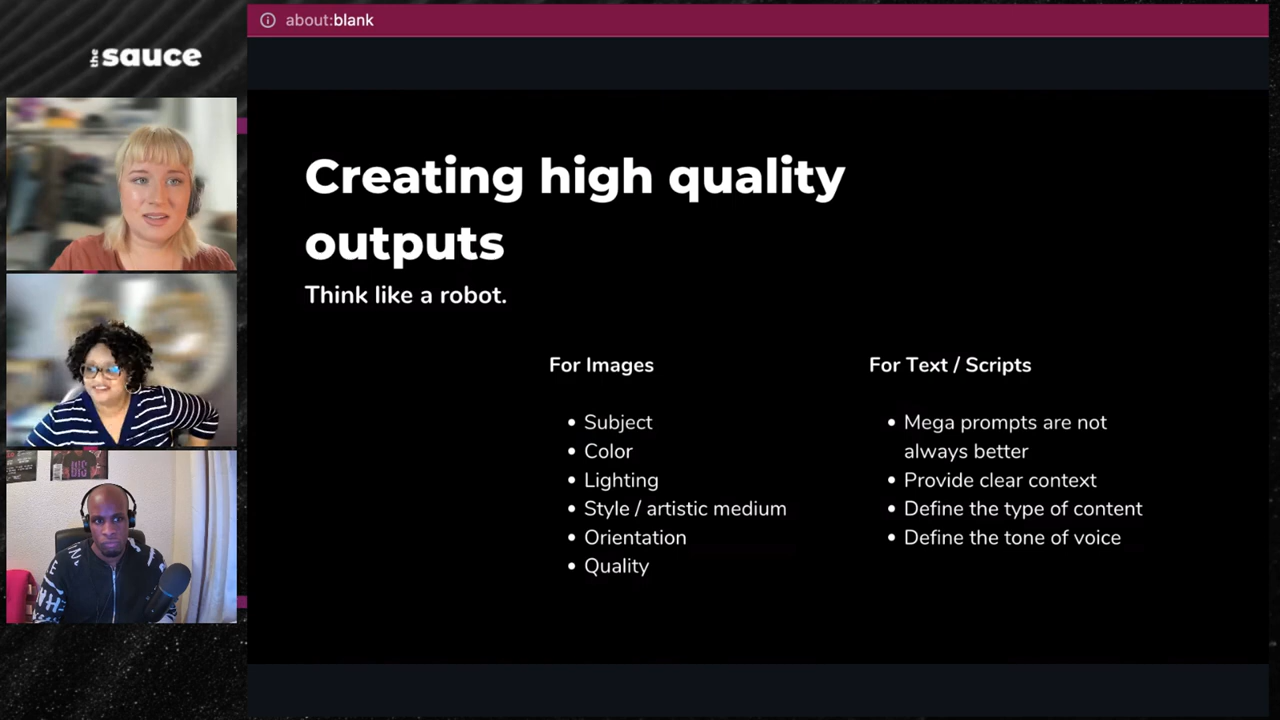 about:blank
the sauce
Creating high quality
outputs
Think like a robot.
For Images
• Subject
• Color
• Lighting
• Style / artistic medium
• Orientation
• Quality
For Text / Scripts
• Mega prompts are not
always better
• Provide clear context
• Define the type of content
• Define the tone of voice